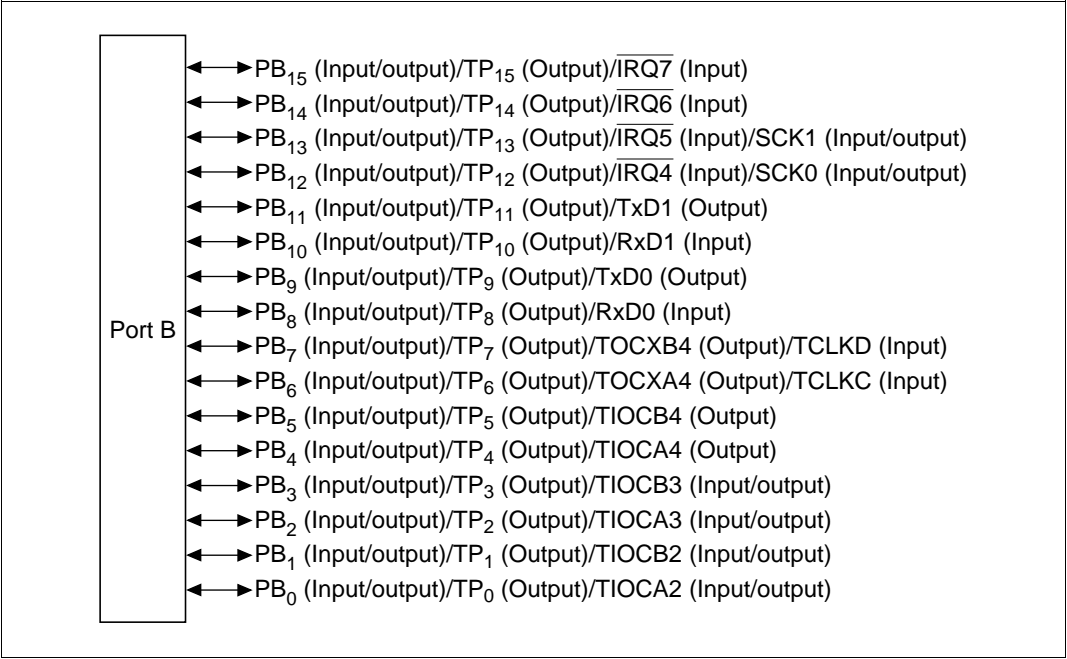 PB15 (Input/output)/TP15 (Output)/IRQ7 (Input)
PB14 (Input/output)/TP14 (Output)/IRQ6 (Input)
PB13 (Input/output)/TP13 (Output)/IRQ5 (Input)/SCK1 (Input/output)
PB12 (Input/output)/TP12 (Output)/IRQ4 (Input)/SCK0 (Input/output)
PB11 (Input/output)/TP11 (Output)/TxD1 (Output)
PB10 (Input/output)/TP10 (Output)/RxD1 (Input)
PB9 (Input/output)/TP9 (Output)/TxD0 (Output)
PB8 (Input/output)/TP8 (Output)/RxD0 (Input)
Port B
PB7 (Input/output)/TP7 (Output)/TOCXB4 (Output)/TCLKD (Input)
PB6 (Input/output)/TP6 (Output)/TOCXA4 (Output)/TCLKC (Input)
PB5 (Input/output)/TP5 (Output)/TIOCB4 (Output)
PB4 (Input/output)/TP4 (Output)/TIOCA4 (Output)
PB3 (Input/output)/TP3 (Output)/TIOCB3 (Input/output)
PB2 (Input/output)/TP2 (Output)/TIOCA3 (Input/output)
PB1 (Input/output)/TP1 (Output)/TIOCB2 (Input/output)
PB0 (Input/output)/TP0 (Output)/TIOCA2 (Input/output)